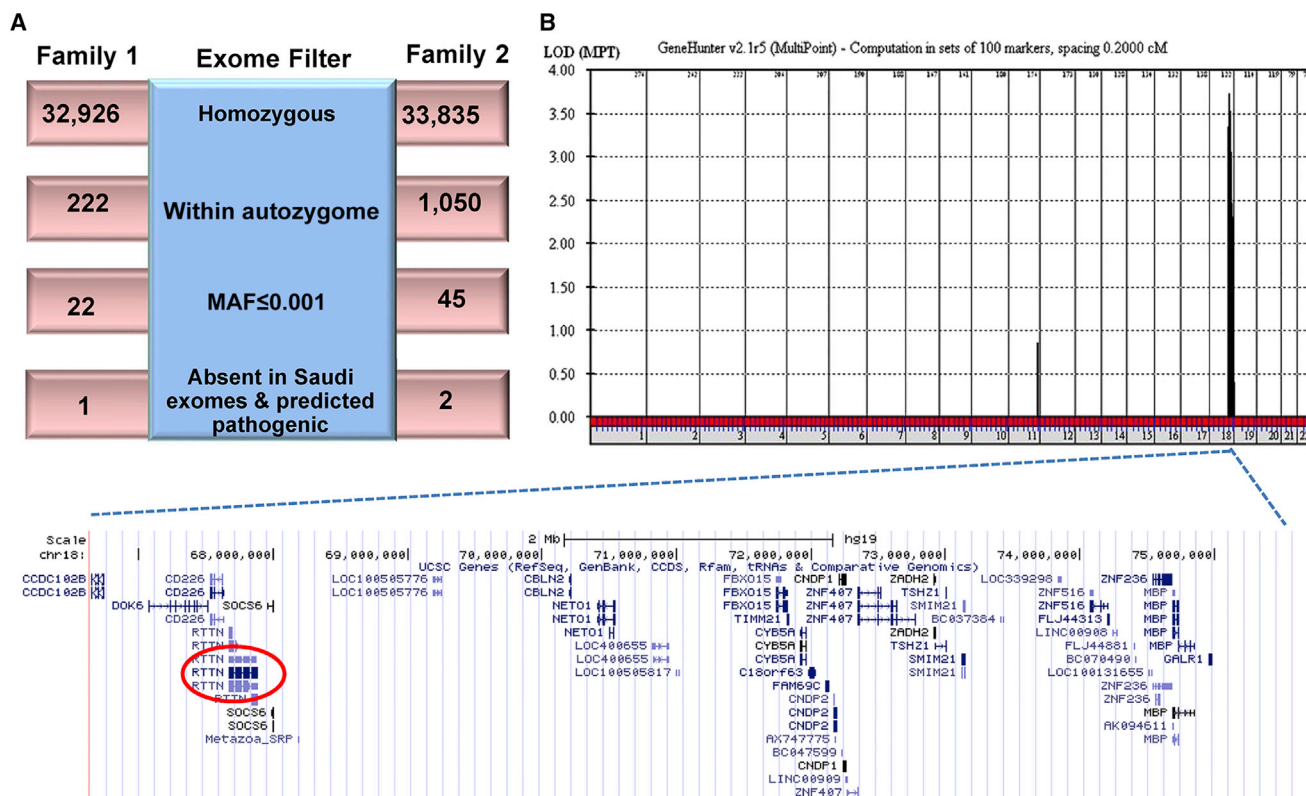 A
Family 1
Exome Filter
Family 2
32,926
Homozygous
33,835
222
Within autozygome
1,050
22
MAF≤0.001
45
1
Absent in Saudi
exomes & predicted
pathogenic
2
B
LOD (MPT)
GeneHunter v2.1r5 (MultiPoint) - Computation in sets of 100 markers, spacing 0.2000 cM
4.00
3.50
3.00
2.50
2.00
1.50
1.00
0.50
0.00
1 2 3 4 5 6 7 8 9 10 11 12 13 14 15 16 17 18 19 20 21
Scale
2 Mb
hg19
chr18:
68,000,000
69,000,000
70,000,000
71,000,000
72,000,000
73,000,000
74,000,000
75,000,000
UCSC Genes (RefSeq, GenBank, CCDS, Rfam, tRNAs & Comparative Genomics)
CCDC102B CD226 LOC100505776 CBLN2 FBXO15 CNDP1 ZADH2 LOC339298 ZNF236
CCDC102B CD226 LOC100505776 CBLN2 FBXO15 ZNF407 TSHZ1 ZNF516 MBP
DOK6 SOCS6 NETO1 FBXO15 ZNF407 SMIM21 ZNF516 MBP
CD226 NETO1 TIMM21 ZNF407 BC037384 FLJ44313 MBP
RTTN NETO1 CYB5A ZADH2 LINC00908 MBP
RTTN LOC400655 CYB5A TSHZ1 FLJ44881 MBP
RTTN LOC400655 CYB5A SMIM21 BC070490 GALR1
RTTN LOC100505817 C18orf63 SMIM21 LOC100131655
RTTN FAM69C ZNF236
RTTN CNDP2 ZNF236
SOCS6 CNDP2 MBP
SOCS6 CNDP2 AK094611
Metazoa_SRP AX747775 MBP
BC047599
CNDP1
LINC00909
ZNF407